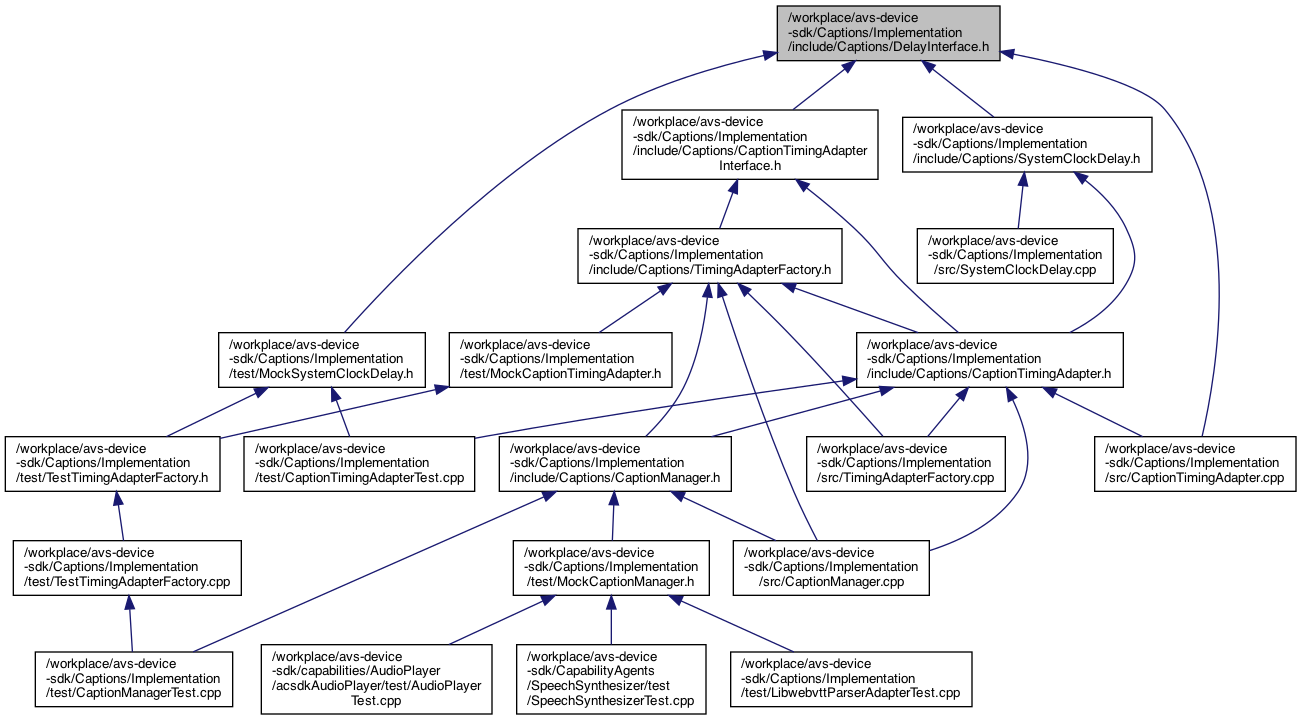 /workplace/avs-device
-sdk/Captions/Implementation
/include/Captions/DelayInterface.h
/workplace/avs-device
-sdk/Captions/Implementation
/include/Captions/CaptionTimingAdapter
Interface.h
/workplace/avs-device
-sdk/Captions/Implementation
/include/Captions/SystemClockDelay.h
/workplace/avs-device
-sdk/Captions/Implementation
/include/Captions/TimingAdapterFactory.h
/workplace/avs-device
-sdk/Captions/Implementation
/src/SystemClockDelay.cpp
/workplace/avs-device
-sdk/Captions/Implementation
/test/MockSystemClockDelay.h
/workplace/avs-device
-sdk/Captions/Implementation
/test/MockCaptionTimingAdapter.h
/workplace/avs-device
-sdk/Captions/Implementation
/include/Captions/CaptionTimingAdapter.h
/workplace/avs-device
-sdk/Captions/Implementation
/test/TestTimingAdapterFactory.h
/workplace/avs-device
-sdk/Captions/Implementation
/test/CaptionTimingAdapterTest.cpp
/workplace/avs-device
-sdk/Captions/Implementation
/include/Captions/CaptionManager.h
/workplace/avs-device
-sdk/Captions/Implementation
/src/TimingAdapterFactory.cpp
/workplace/avs-device
-sdk/Captions/Implementation
/src/CaptionTimingAdapter.cpp
/workplace/avs-device
-sdk/Captions/Implementation
/test/TestTimingAdapterFactory.cpp
/workplace/avs-device
-sdk/Captions/Implementation
/test/MockCaptionManager.h
/workplace/avs-device
-sdk/Captions/Implementation
/src/CaptionManager.cpp
/workplace/avs-device
-sdk/Captions/Implementation
/test/CaptionManagerTest.cpp
/workplace/avs-device
-sdk/capabilities/AudioPlayer
/acsdkAudioPlayer/test/AudioPlayer
Test.cpp
/workplace/avs-device
-sdk/CapabilityAgents
/SpeechSynthesizer/test
/SpeechSynthesizerTest.cpp
/workplace/avs-device
-sdk/Captions/Implementation
/test/LibwebvttParserAdapterTest.cpp